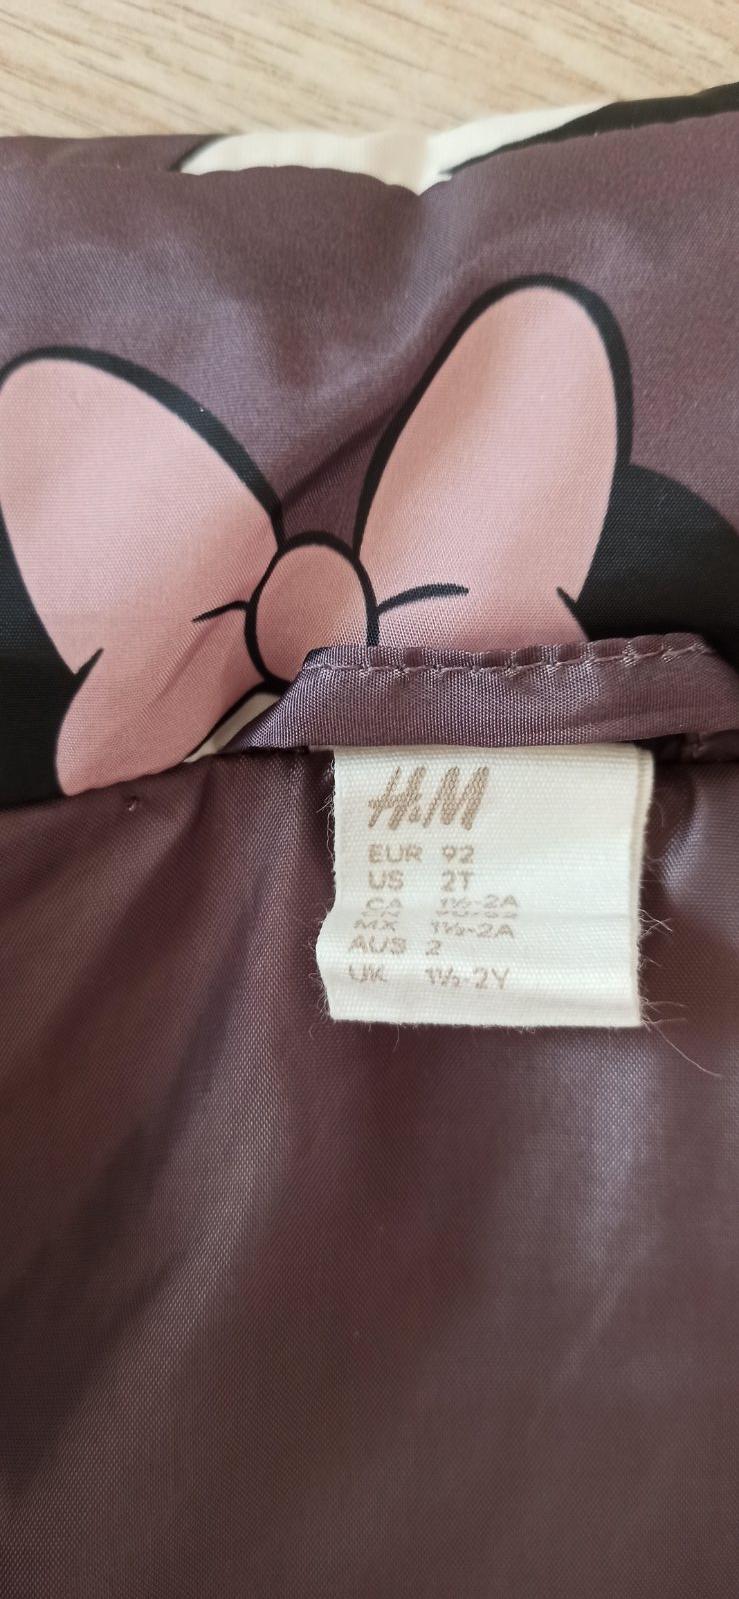 H&M
EUR 92
US 2T
CA 1½-2A
MX 1½-2A
AUS 2
UK 1½-2Y